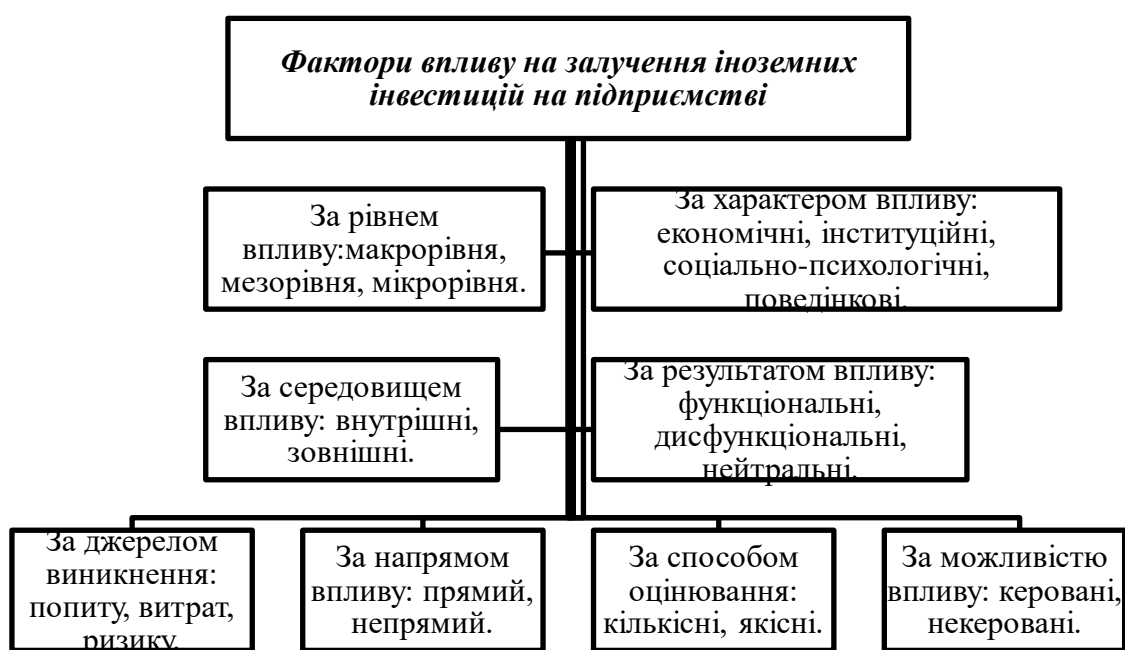 Фактори впливу на залучення іноземних
інвестицій на підприємстві
За рівнем
впливу:макрорівня,
мезорівня, мікрорівня.
За характером впливу:
економічні, інституційні,
соціально-психологічні,
поведінкові.
За середовищем
впливу: внутрішні,
зовнішні.
За результатом впливу:
функціональні,
дисфункціональні,
нейтральні.
За джерелом
виникнення:
попиту, витрат,
ризику.
За напрямом
впливу: прямий,
непрямий.
За способом
оцінювання:
кількісні, якісні.
За можливістю
впливу: керовані,
некеровані.